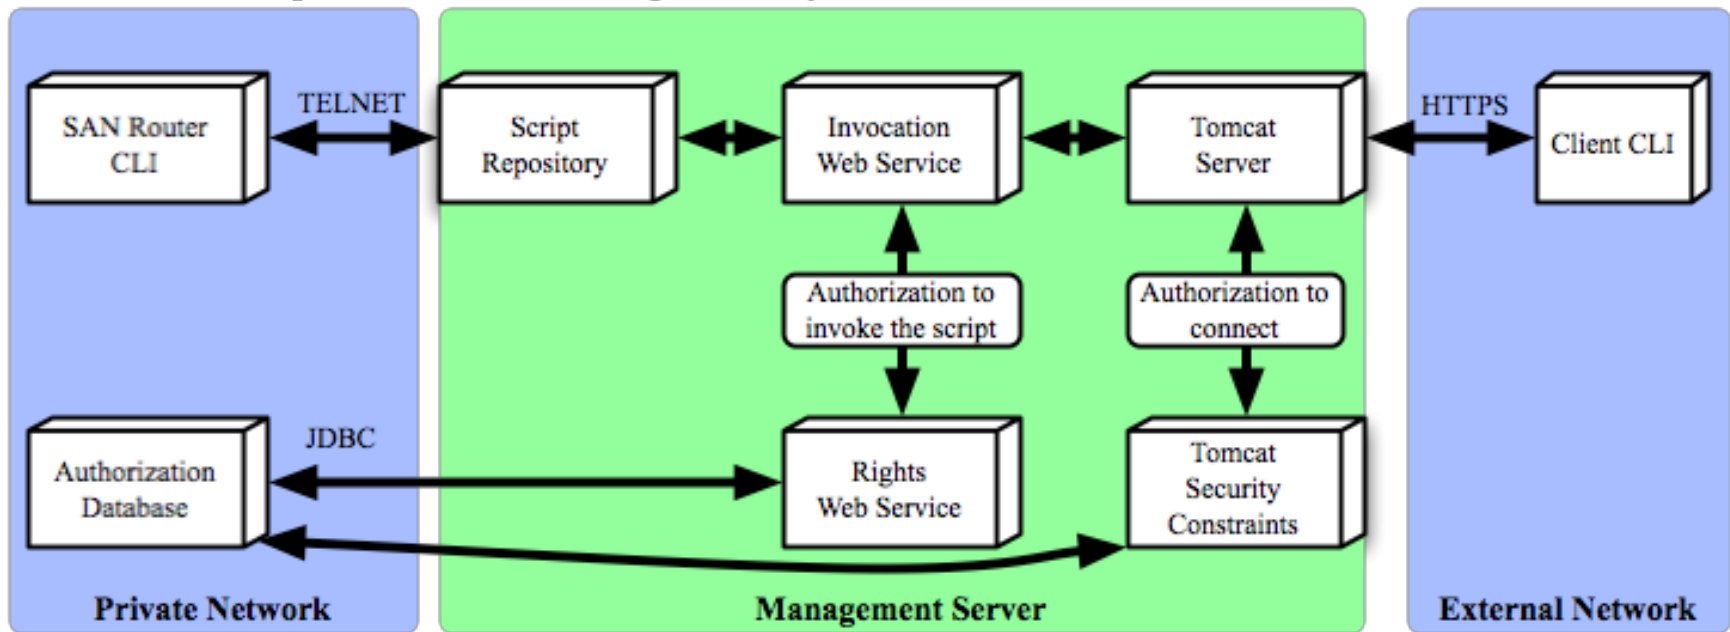 TELNET
HTTPS
SAN Router
CLI
Script
Repository
Invocation
Web Service
Tomcat
Server
Client CLI
Authorization to
invoke the script
Authorization to
connect
JDBC
Authorization
Database
Rights
Web Service
Tomcat
Security
Constraints
Private Network
Management Server
External Network